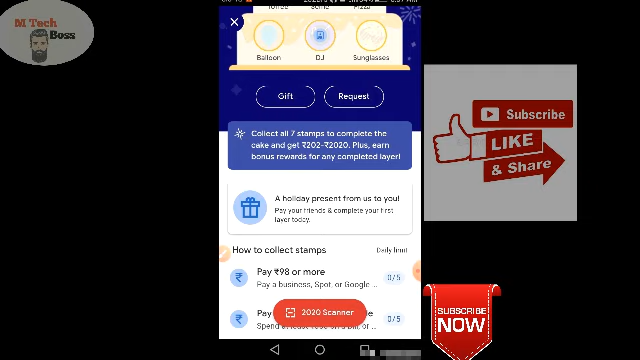 M Tech
Boss
Balloon
DJ
Sunglasses
Gift
Request
Collect all 7 stamps to complete the
cake and get ₹202-₹2020. Plus, earn
bonus rewards for any completed layer!
A holiday present from us to you!
Pay your friends & complete your first
layer today.
How to collect stamps
Daily limit
Pay ₹98 or more
Pay a business, Spot, or Google ...
0/5
2020 Scanner
0/5
Subscribe
LIKE
& Share
SUBSCRIBE
NOW